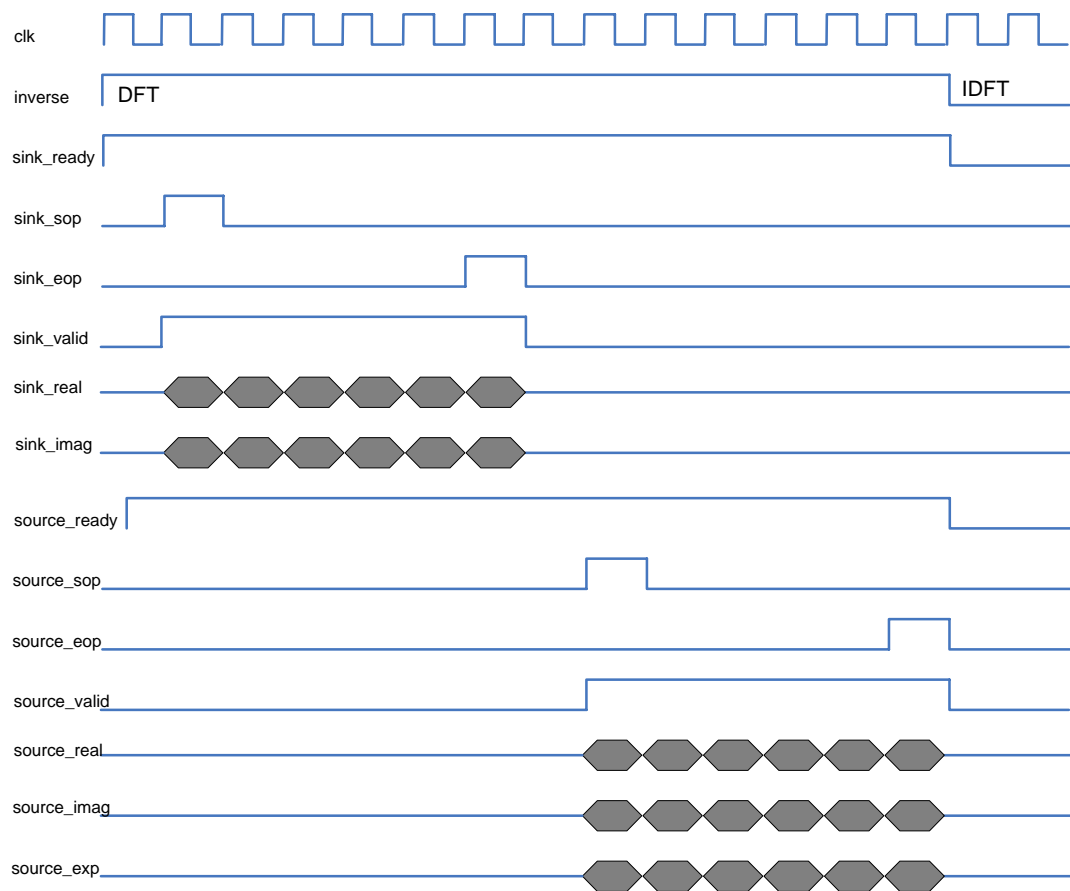 clk
inverse
DFT
IDFT
sink_ready
sink_sop
sink_eop
sink_valid
sink_real
sink_imag
source_ready
source_sop
source_eop
source_valid
source_real
source_imag
source_exp